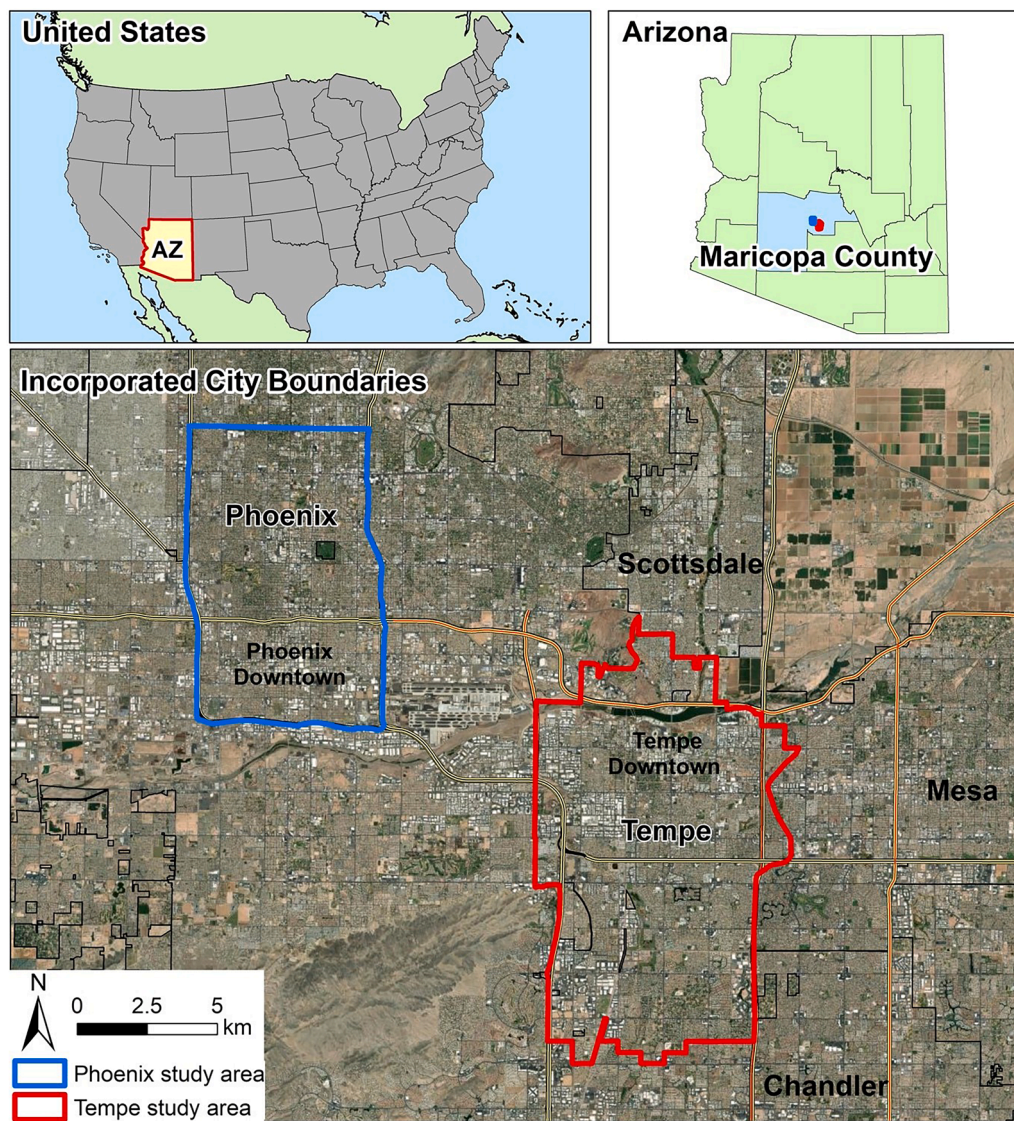 United States
AZ
Arizona
Maricopa County
Incorporated City Boundaries
Phoenix
Scottsdale
Phoenix
Downtown
Tempe
Downtown
Mesa
Tempe
Chandler
N
0 2.5 5
km
Phoenix study area
Tempe study area